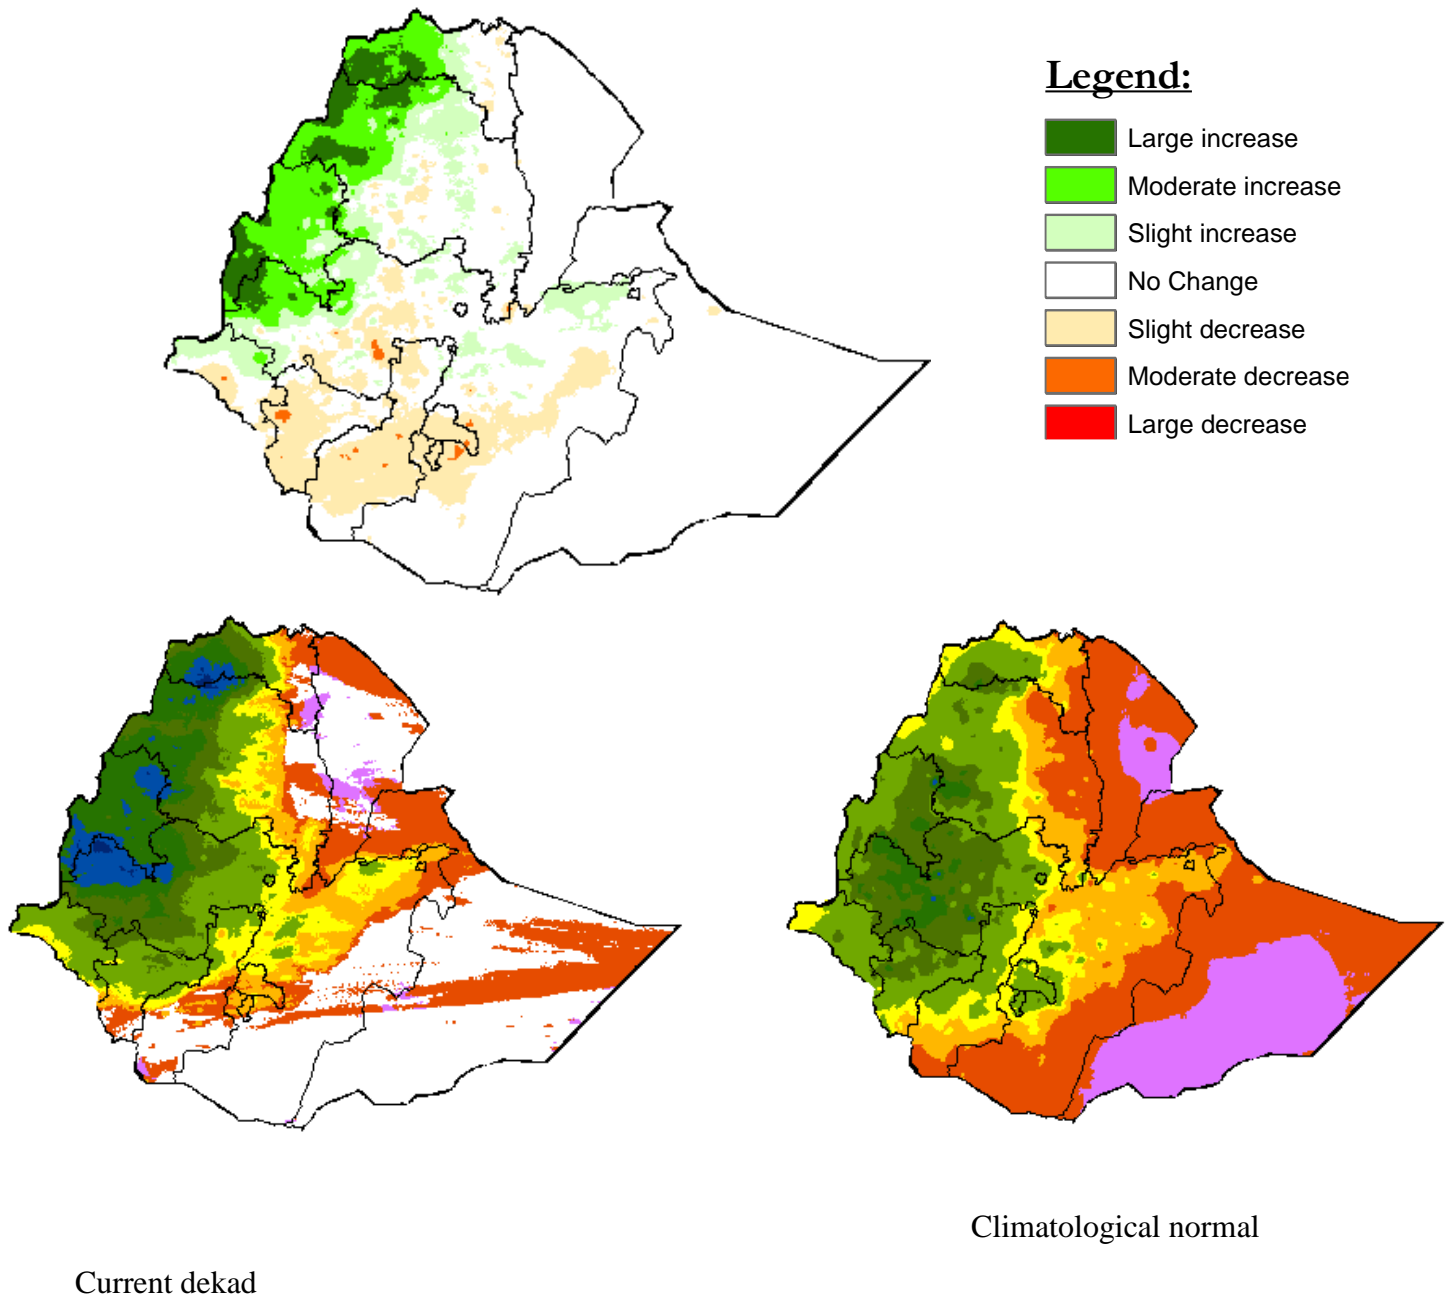 Legend:
Large increase
Moderate increase
Slight increase
No Change
Slight decrease
Moderate decrease
Large decrease
Climatological normal
Current dekad